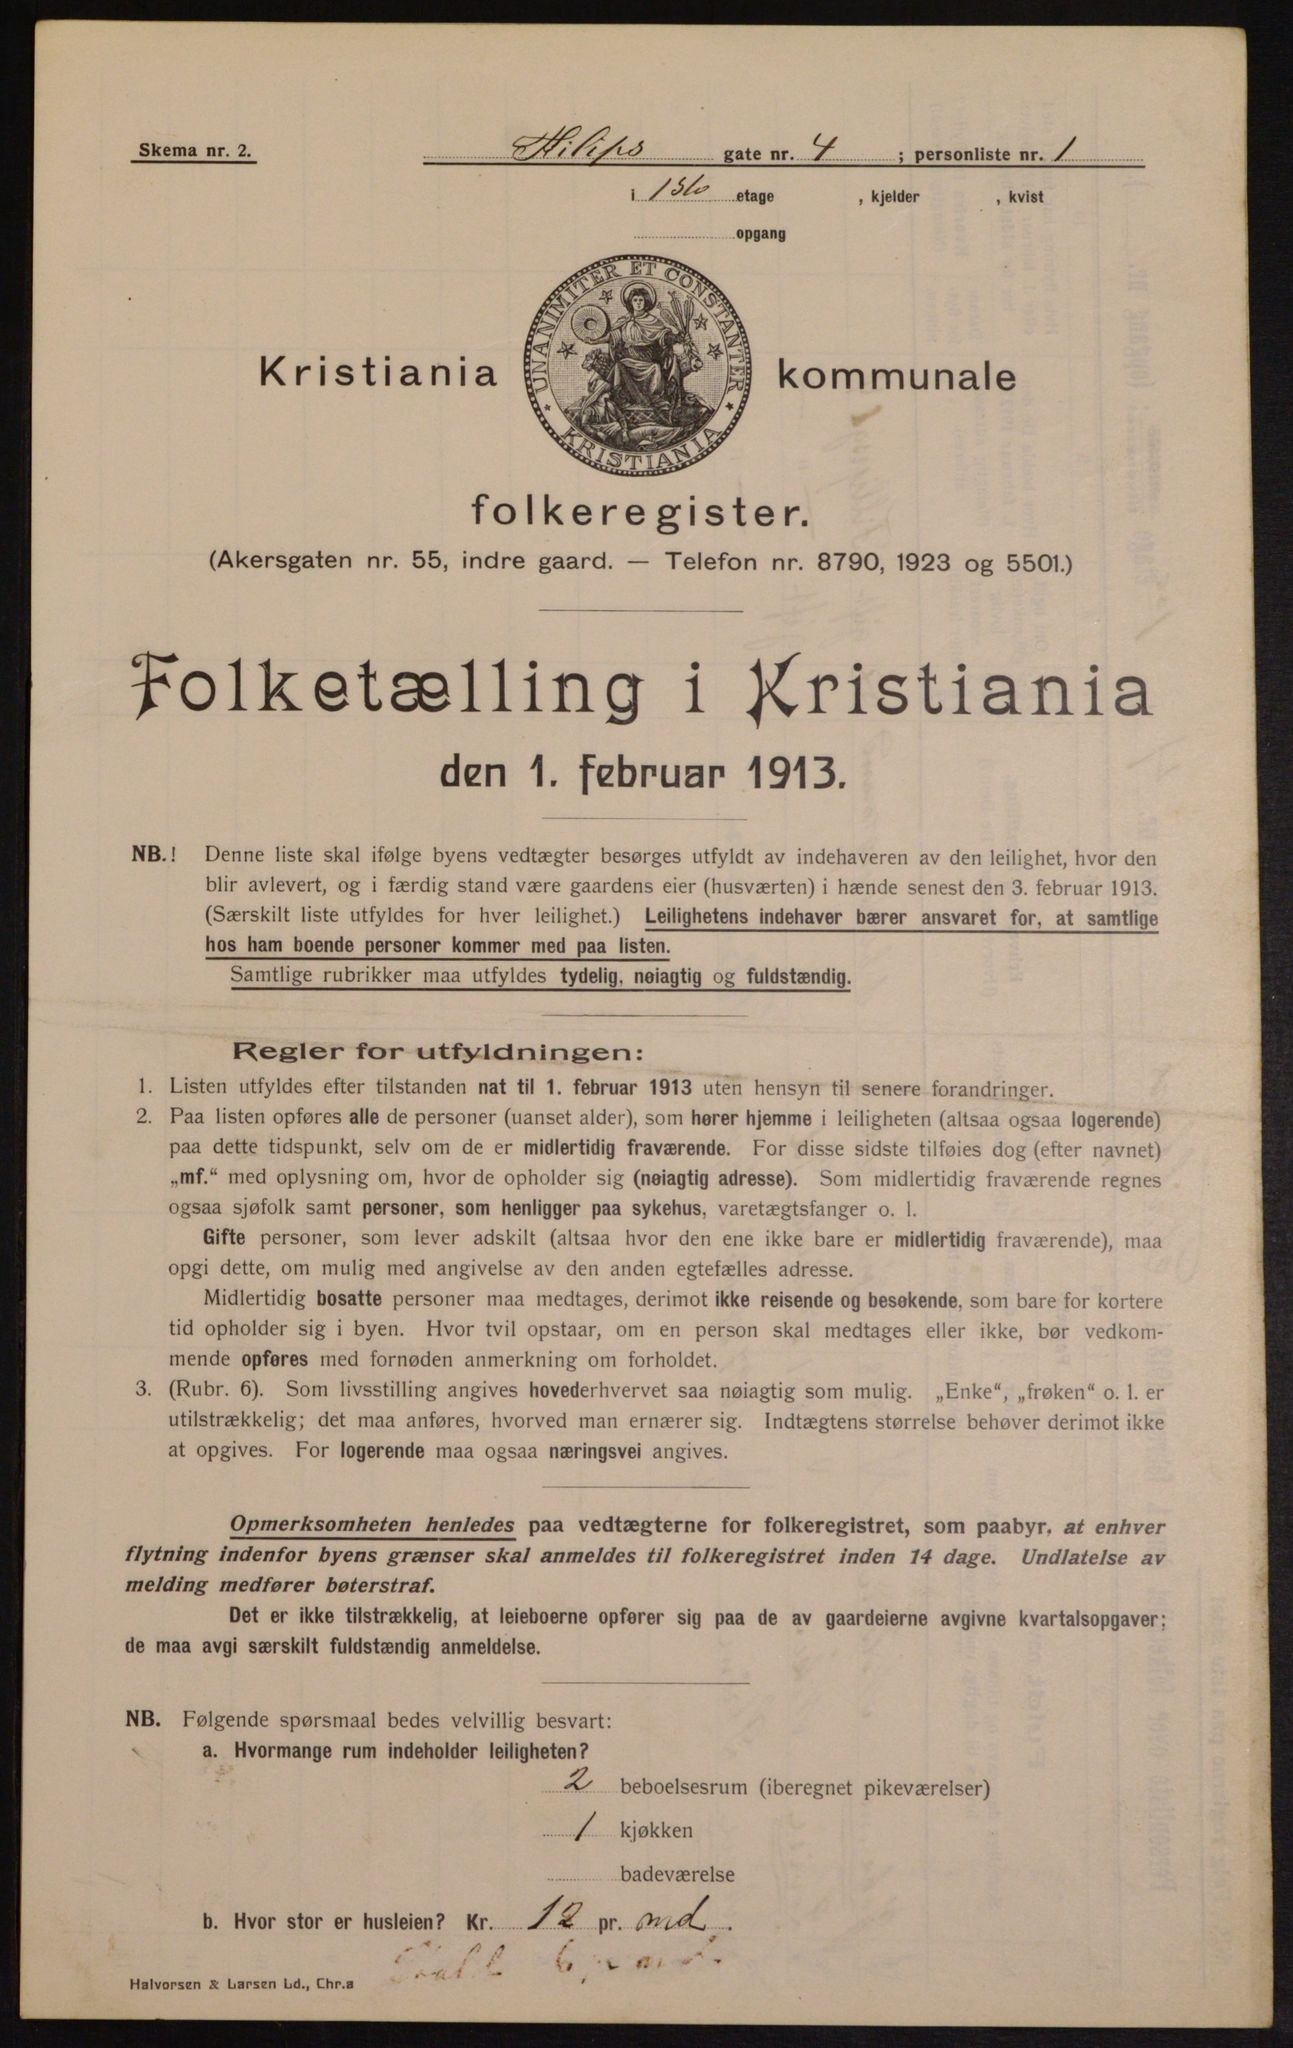 Skema nr. 2.
Filips gate nr. 4 ; personliste nr. 1
i 1ste etage , kjelder , kvist
opgang
UNANIMITER ET CONSTANTER
KRISTIANIA
Kristiania kommunale
folkeregister.
(Akersgaten nr. 55, indre gaard. — Telefon nr. 8790, 1923 og 5501.)
Folketælling i Kristiania
den 1. februar 1913.
NB.! Denne liste skal ifølge byens vedtægter besørges utfyldt av indehaveren av den leilighet, hvor den
blir avlevert, og i færdig stand være gaardens eier (husværten) i hænde senest den 3. februar 1913.
(Særskilt liste utfyldes for hver leilighet.) Leilighetens indehaver bærer ansvaret for, at samtlige
hos ham boende personer kommer med paa listen.
Samtlige rubrikker maa utfyldes tydelig, nøiagtig og fuldstændig.
Regler for utfyldningen:
1. Listen utfyldes efter tilstanden nat til 1. februar 1913 uten hensyn til senere forandringer.
2. Paa listen opføres alle de personer (uanset alder), som hører hjemme i leiligheten (altsaa ogsaa logerende)
paa dette tidspunkt, selv om de er midlertidig fraværende. For disse sidste tilføies dog (efter navnet)
„mf.“ med oplysning om, hvor de opholder sig (nøiagtig adresse). Som midlertidig fraværende regnes
ogsaa sjøfolk samt personer, som henligger paa sykehus, varetægtsfanger o. l.
Gifte personer, som lever adskilt (altsaa hvor den ene ikke bare er midlertidig fraværende), maa
opgi dette, om mulig med angivelse av den anden egtefælles adresse.
Midlertidig bosatte personer maa medtages, derimot ikke reisende og besøkende, som bare for kortere
tid opholder sig i byen. Hvor tvil opstaar, om en person skal medtages eller ikke, bør vedkom-
mende opføres med fornøden anmerkning om forholdet.
3. (Rubr. 6). Som livsstilling angives hovederhvervet saa nøiagtig som mulig. „Enke“, „frøken“ o. l. er
utilstrækkelig; det maa anføres, hvorved man ernærer sig. Indtægtens størrelse behøver derimot ikke
at opgives. For logerende maa ogsaa næringsvei angives.
Opmerksomheten henledes paa vedtægterne for folkeregistret, som paabyr, at enhver
flytning indenfor byens grænser skal anmeldes til folkeregistret inden 14 dage. Undlatelse av
melding medfører bøterstraf.
Det er ikke tilstrækkelig, at leieboerne opfører sig paa de av gaardeierne avgivne kvartalsopgaver;
de maa avgi særskilt fuldstændig anmeldelse.
NB. Følgende spørsmaal bedes velvillig besvart:
a. Hvormange rum indeholder leiligheten?
2 beboelsesrum (iberegnet pikeværelser)
1 kjøkken
badeværelse
b. Hvor stor er husleien? Kr. 12 pr. md.
Halvorsen & Larsen Ld., Chr.a